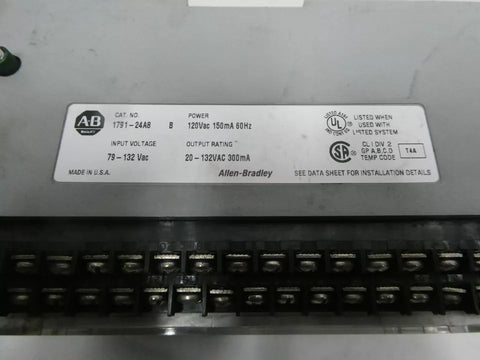 A-B
CAT. NO.
1791-24A8 B
POWER
120Vac 150mA 60Hz
INPUT VOLTAGE
79-132 Vac
OUTPUT RATING
20-132VAC 300mA
MADE IN U.S.A.
Allen-Bradley
UL
LISTED WHEN
USED WITH
LISTED SYSTEM
SA
CL I DIV 2
GP A,B,C,D
TEMP CODE
T4A
SEE DATA SHEET FOR INSTALLATION DETAILS